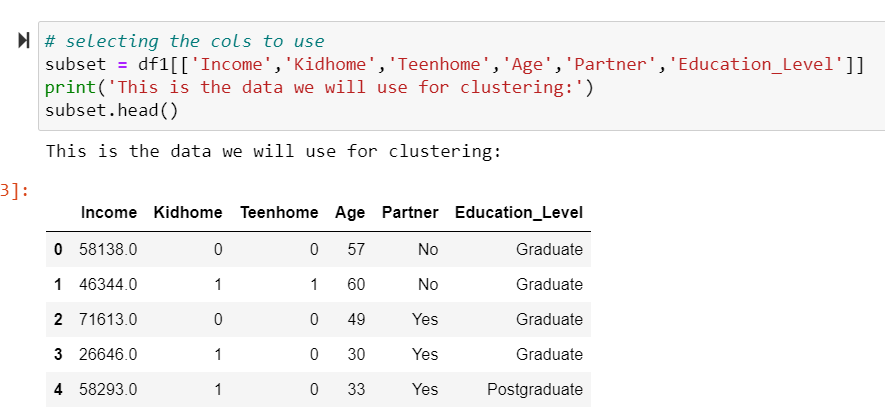 # selecting the cols to use
subset = df1[['Income','Kidhome','Teenhome','Age','Partner','Education_Level']]
print('This is the data we will use for clustering:')
subset.head()
This is the data we will use for clustering:
3]:
Income Kidhome Teenhome Age Partner Education_Level
0 58138.0 0 0 57 No Graduate
1 46344.0 1 1 60 No Graduate
2 71613.0 0 0 49 Yes Graduate
3 26646.0 1 0 30 Yes Graduate
4 58293.0 1 0 33 Yes Postgraduate